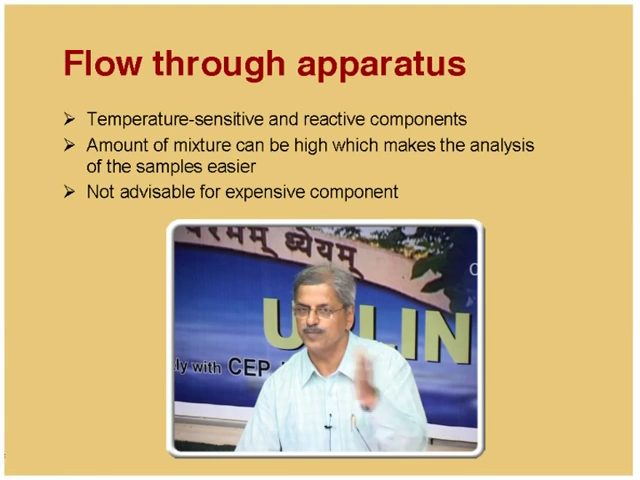 Flow through apparatus
➢ Temperature-sensitive and reactive components
➢ Amount of mixture can be high which makes the analysis
of the samples easier
➢ Not advisable for expensive component
परमम् ध्येयम्
LIN
ly with CEP